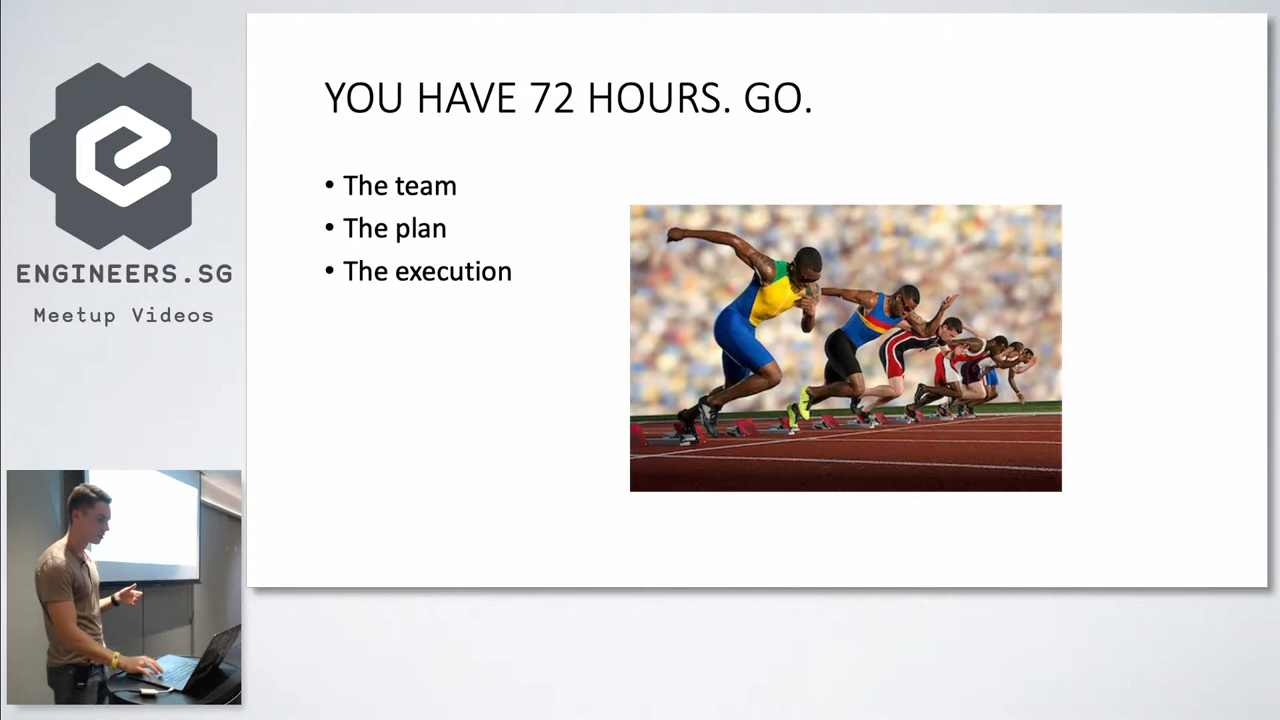 ENGINEERS.SG
Meetup Videos
YOU HAVE 72 HOURS. GO.
• The team
• The plan
• The execution